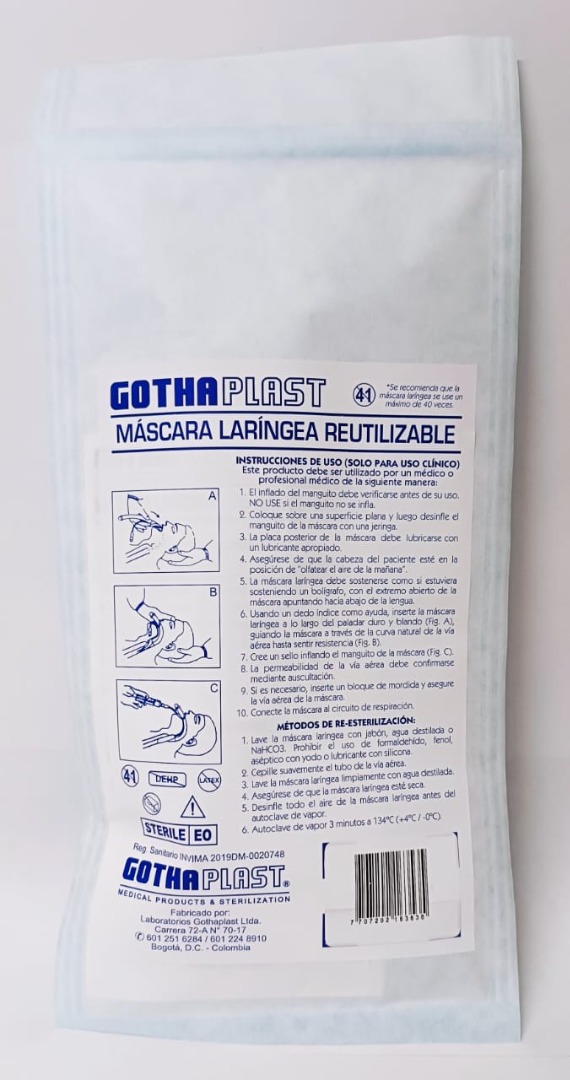 GOTHAPLAST
41
*Se recomienda que la
máscara laríngea se use un
máximo de 40 veces.
MÁSCARA LARÍNGEA REUTILIZABLE
INSTRUCCIONES DE USO (SOLO PARA USO CLÍNICO)
Este producto debe ser utilizado por un médico o
profesional médico de la siguiente manera:
1. El inflado del manguito debe verificarse antes de su uso.
NO USE si el manguito no se infla.
2. Coloque sobre una superficie plana y luego desinfle el
manguito de la máscara con una jeringa.
3. La placa posterior de la máscara debe lubricarse con
un lubricante apropiado.
4. Asegúrese de que la cabeza del paciente esté en la
posición de "olfatear el aire de la mañana".
5. La máscara laríngea debe sostenerse como si estuviera
sosteniendo un bolígrafo, con el extremo abierto de la
máscara apuntando hacia abajo de la lengua.
6. Usando un dedo índice como ayuda, inserte la máscara
laríngea a lo largo del paladar duro y blando (Fig. A),
guiando la máscara a través de la curva natural de la vía
aérea hasta sentir resistencia (Fig. B).
7. Cree un sello inflando el manguito de la máscara (Fig. C).
8. La permeabilidad de la vía aérea debe confirmarse
mediante auscultación.
9. Si es necesario, inserte un bloque de mordida y asegure
la vía aérea de la máscara.
10. Conecte la máscara al circuito de respiración.
MÉTODOS DE RE-ESTERILIZACIÓN:
1. Lave la máscara laríngea con jabón, agua destilada o
NaHCO3. Prohibir el uso de formaldehído, fenol,
aséptico con yodo o lubricante con silicona.
2. Cepille suavemente el tubo de la vía aérea.
3. Lave la máscara laríngea limpiamente con agua destilada.
4. Asegúrese de que la máscara laríngea esté seca.
5. Desinfle todo el aire de la máscara laríngea antes del
autoclave de vapor.
6. Autoclave de vapor 3 minutos a 134°C (+4°C / -0°C).
A
B
C
41
DEHP
LATEX
STERILE EO
Reg. Sanitario INVIMA 2019DM-0020748
GOTHAPLAST®
MEDICAL PRODUCTS & STERILIZATION
Fabricado por:
Laboratorios Gothaplast Ltda.
Carrera 72-A N° 70-17
601 251 6284 / 601 224 8910
Bogotá, D.C. - Colombia